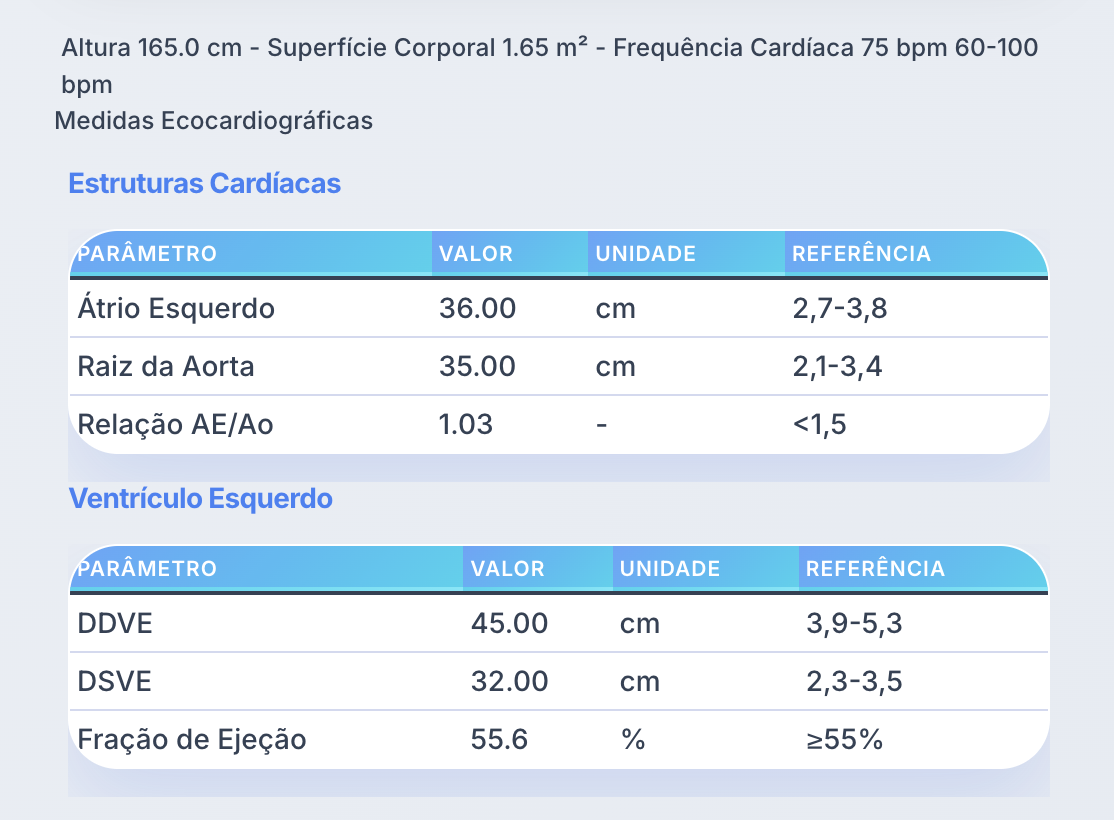 Altura 165.0 cm - Superfície Corporal 1.65 m² - Frequência Cardíaca 75 bpm 60-100
bpm
Medidas Ecocardiográficas
Estruturas Cardíacas
PARÂMETRO VALOR UNIDADE REFERÊNCIA
Átrio Esquerdo 36.00 cm 2,7-3,8
Raiz da Aorta 35.00 cm 2,1-3,4
Relação AE/Ao 1.03 - <1,5
Ventrículo Esquerdo
PARÂMETRO VALOR UNIDADE REFERÊNCIA
DDVE 45.00 cm 3,9-5,3
DSVE 32.00 cm 2,3-3,5
Fração de Ejeção 55.6 % ≥55%